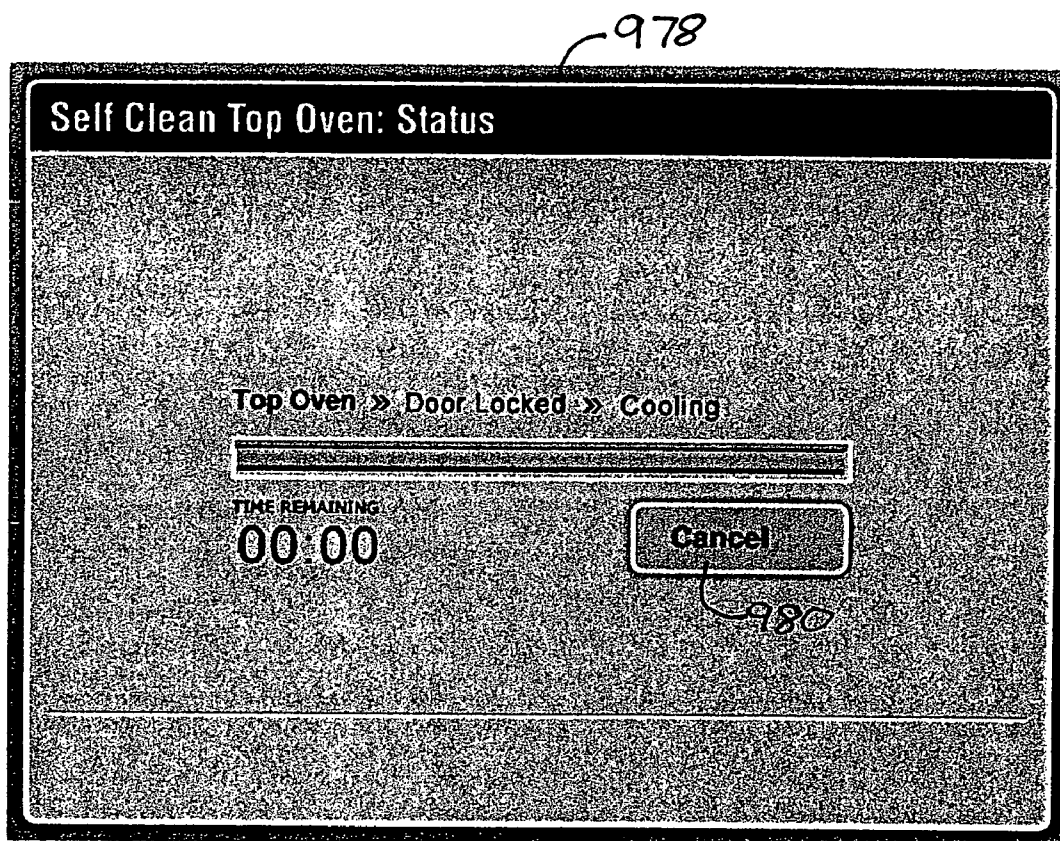 978
Self Clean Top Oven: Status
Top Oven » Door Locked » Cooling
TIME REMAINING
00:00
Cancel
980